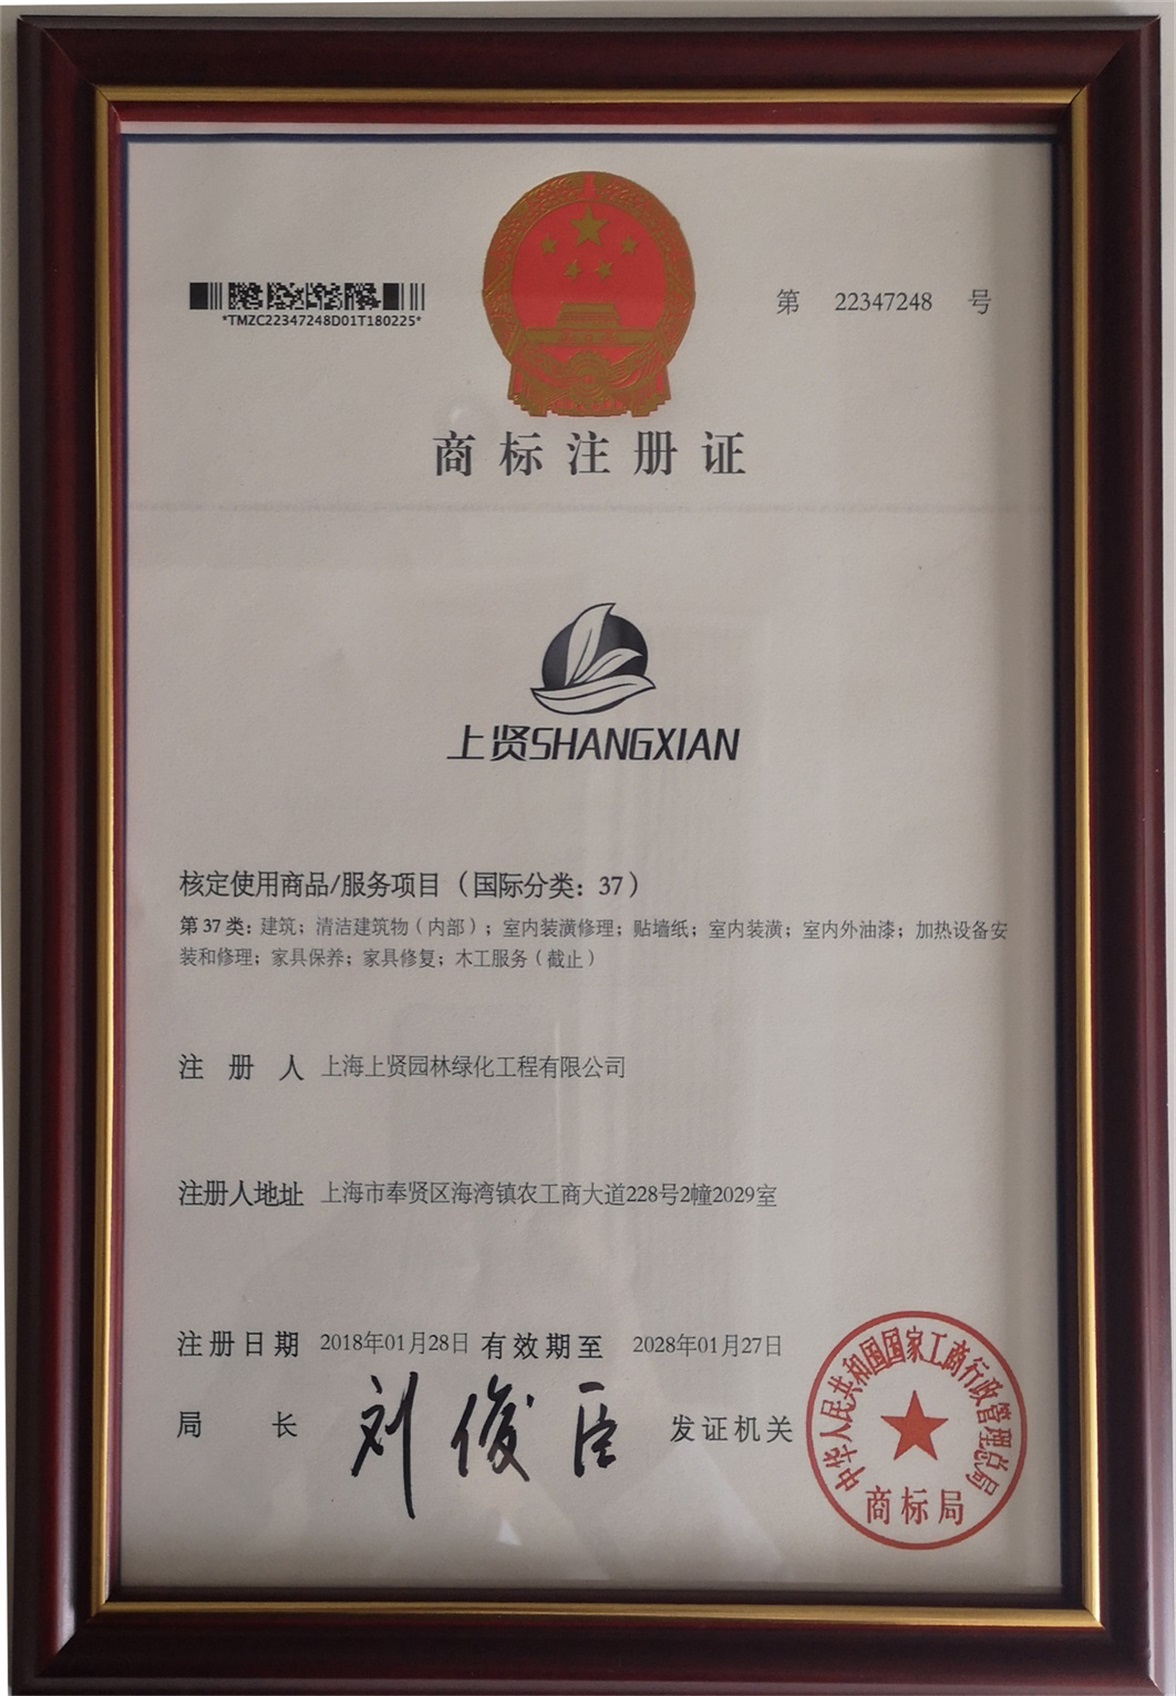 *TMZC22347248D01T180225*
第 22347248 号
商标注册证
上贤SHANGXIAN
核定使用商品/服务项目（国际分类：37）
第37类：建筑；清洁建筑物（内部）；室内装潢修理；贴墙纸；室内装潢；室内外油漆；加热设备安
装和修理；家具保养；家具修复；木工服务（截止）
注册人 上海上贤园林绿化工程有限公司
注册人地址 上海市奉贤区海湾镇农工商大道228号2幢2029室
注册日期 2018年01月28日 有效期至 2028年01月27日
局长 刘俊臣 发证机关
中华人民共和国国家工商行政管理总局
商标局